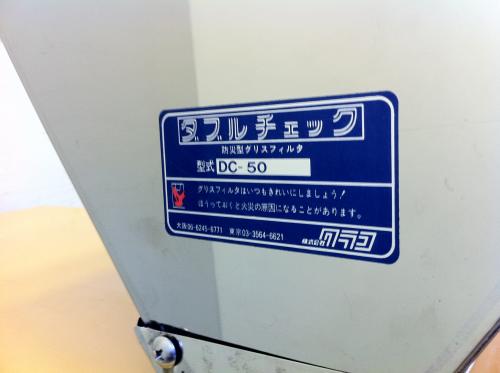 ダブルチェック
防災型グリスフィルタ
型式 DC-50
グリスフィルタはいつもきれいにしましょう!
ほうっておくと火災の原因になることがあります。
大阪06-6245-6771 東京03-3564-6621 株式会社クラコ